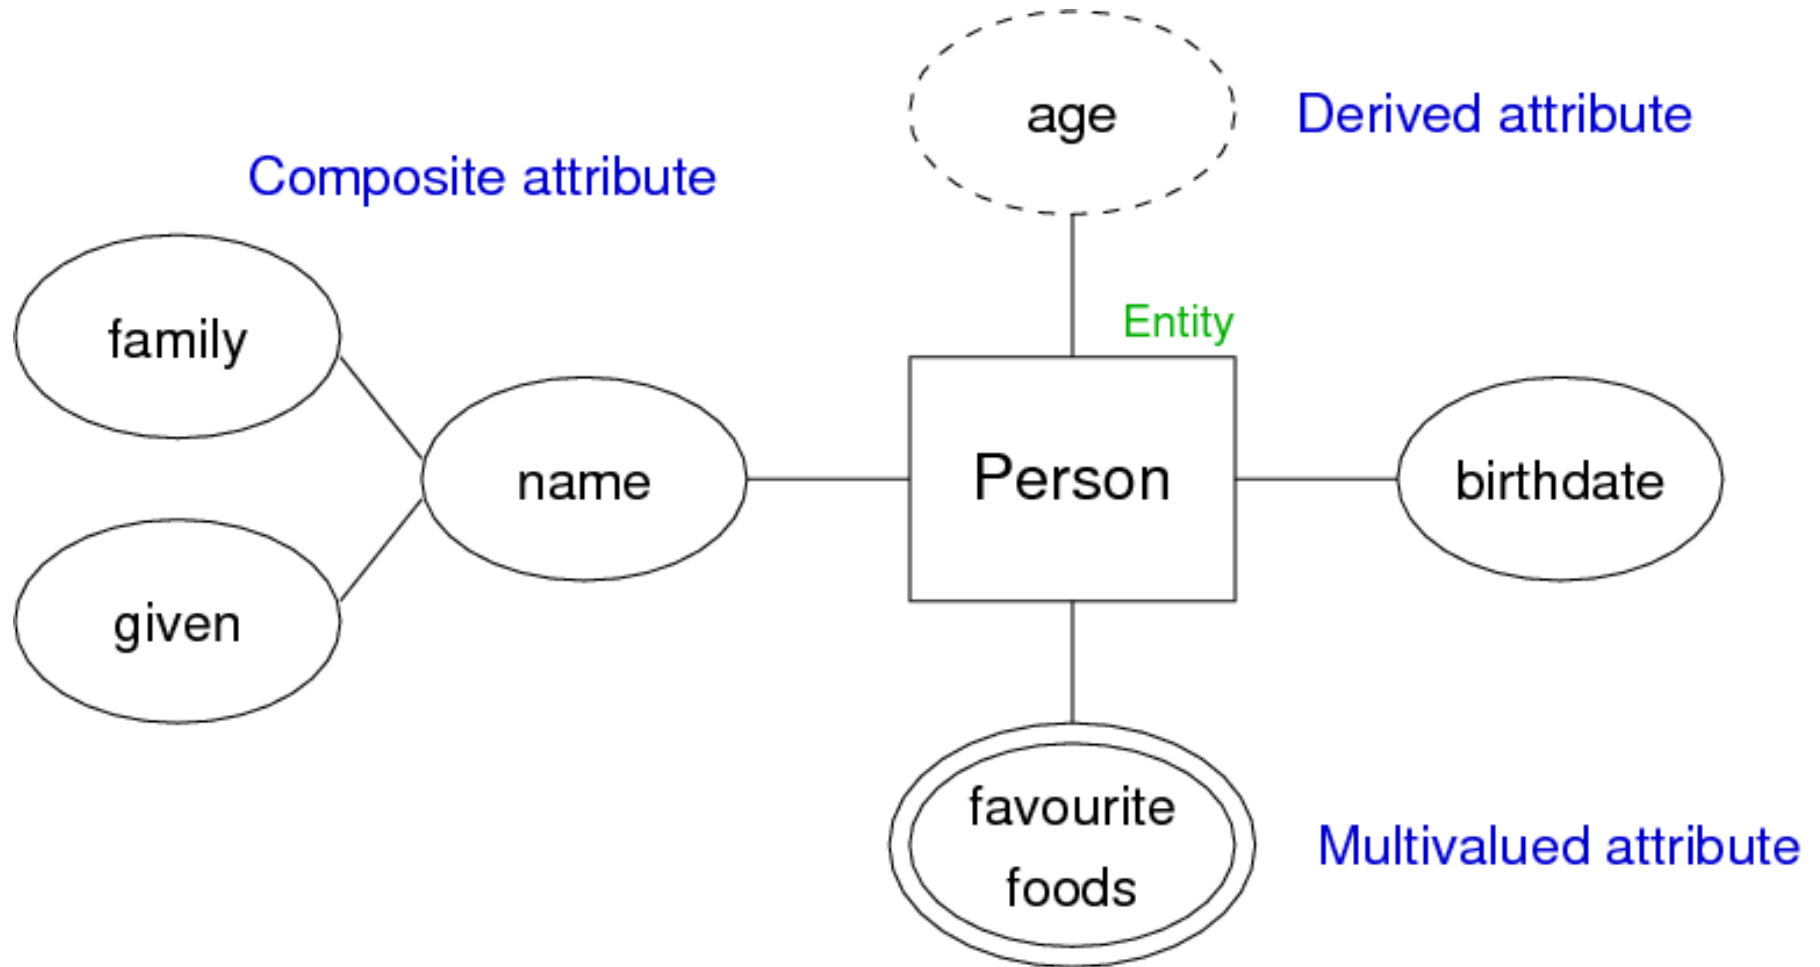 age
Derived attribute
Composite attribute
Entity
family
name
Person
birthdate
given
favourite
foods
Multivalued attribute